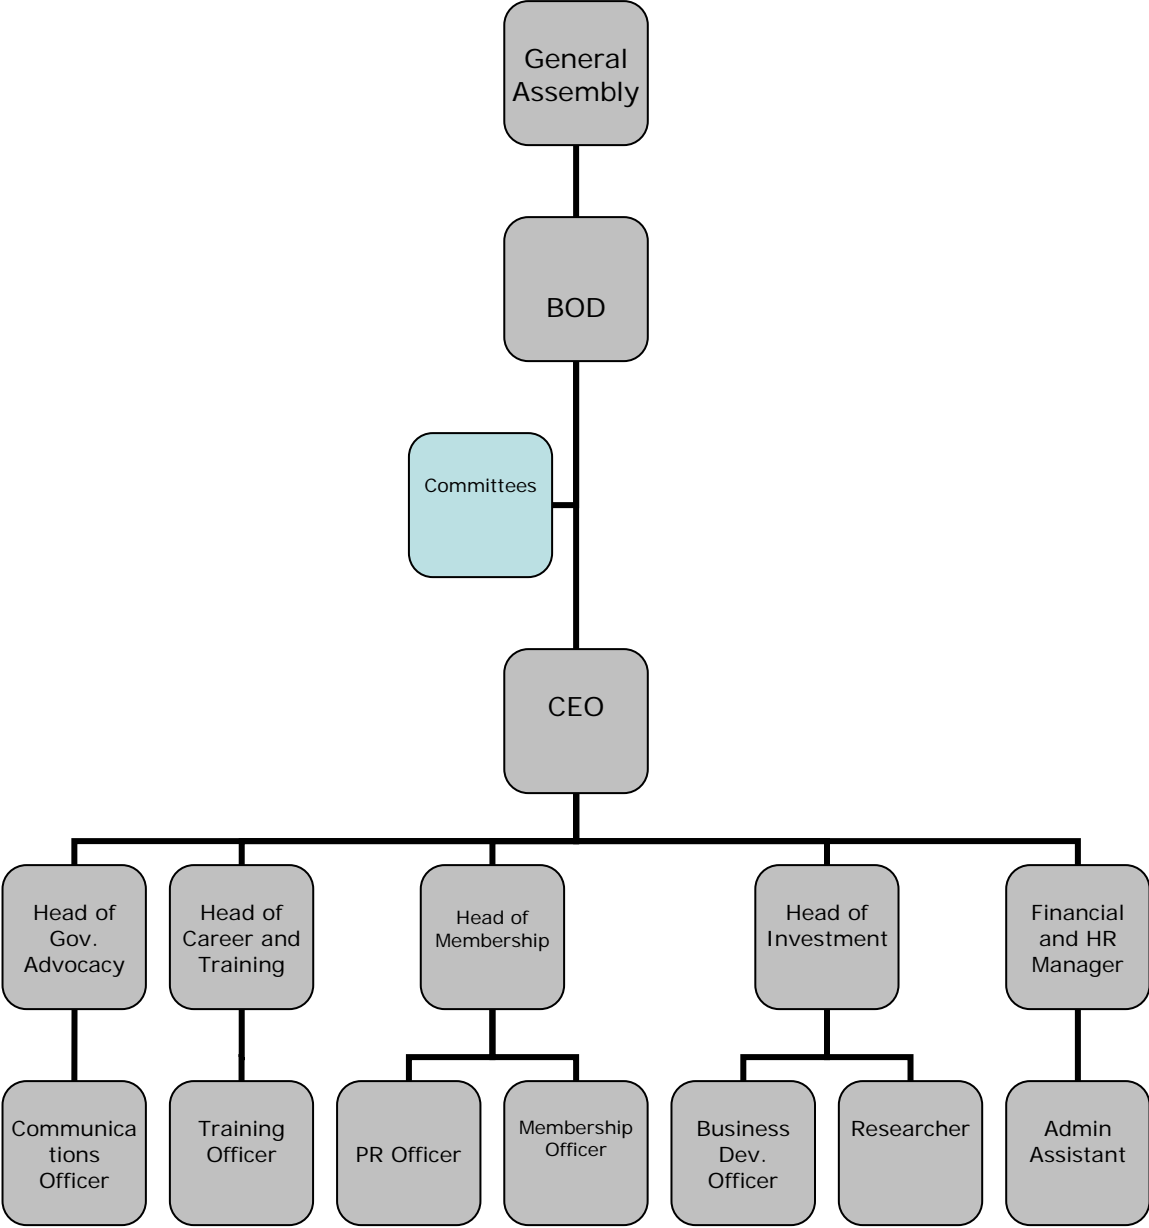 General
Assembly
BOD
Committees
CEO
Head of
Gov.
Advocacy
Head of
Career and
Training
Head of
Membership
Head of
Investment
Financial
and HR
Manager
Communica
tions
Officer
Training
Officer
PR Officer
Membership
Officer
Business
Dev.
Officer
Researcher
Admin
Assistant